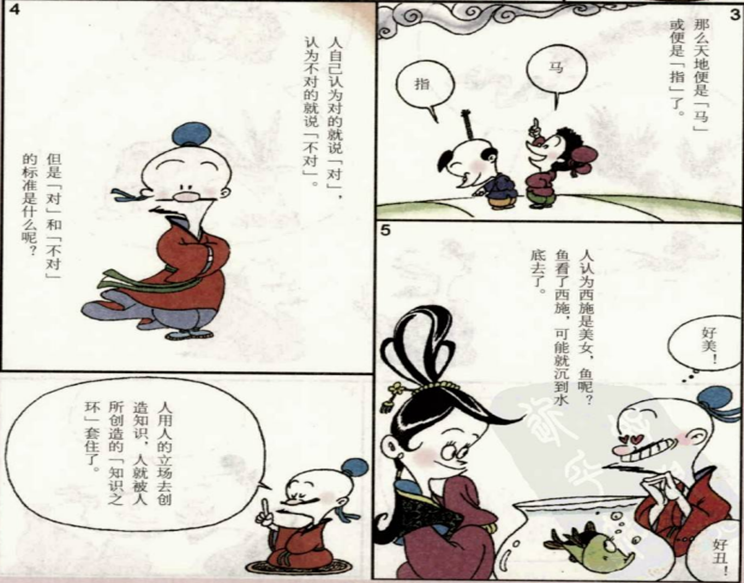 3
那么天地便是「马」
或便是「指」了。
马
指
4
人自己认为对的就说「对」，
认为不对的就说「不对」。
但是「对」和「不对」
的标准是什么呢？
5
人认为西施是美女，鱼呢？
鱼看了西施，可能就沉到水
底去了。
好美！
好丑！
人用人的立场去创
造知识，人就被人
所创造的「知识之
环」套住了。